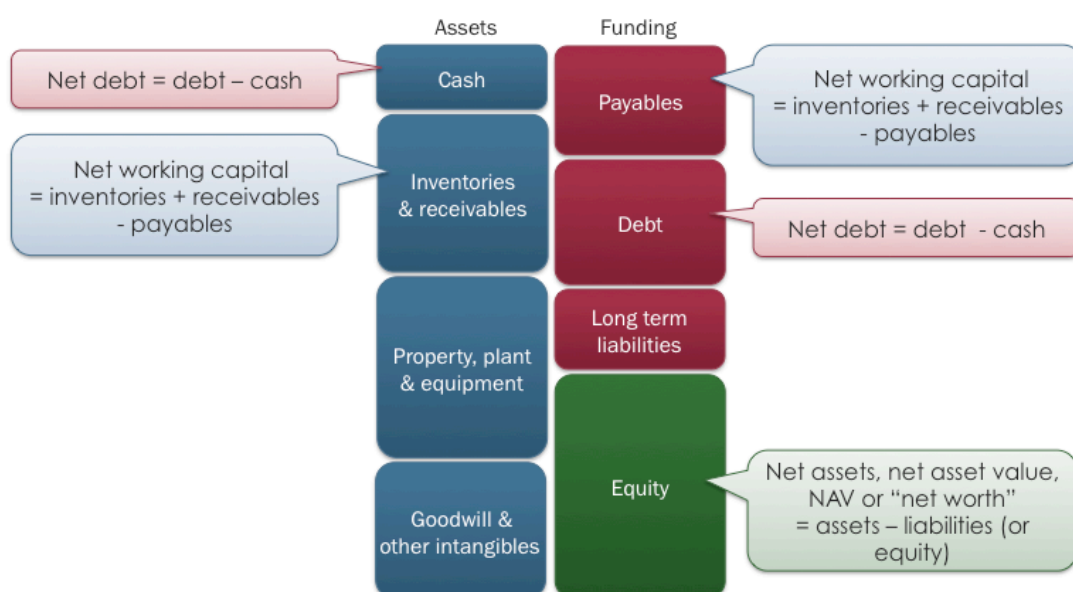 Assets
Funding
Net debt = debt – cash
Cash
Payables
Net working capital
= inventories + receivables
- payables
Net working capital
= inventories + receivables
- payables
Inventories
& receivables
Debt
Net debt = debt - cash
Long term
liabilities
Property, plant
& equipment
Equity
Net assets, net asset value,
NAV or “net worth”
= assets – liabilities (or
equity)
Goodwill &
other intangibles